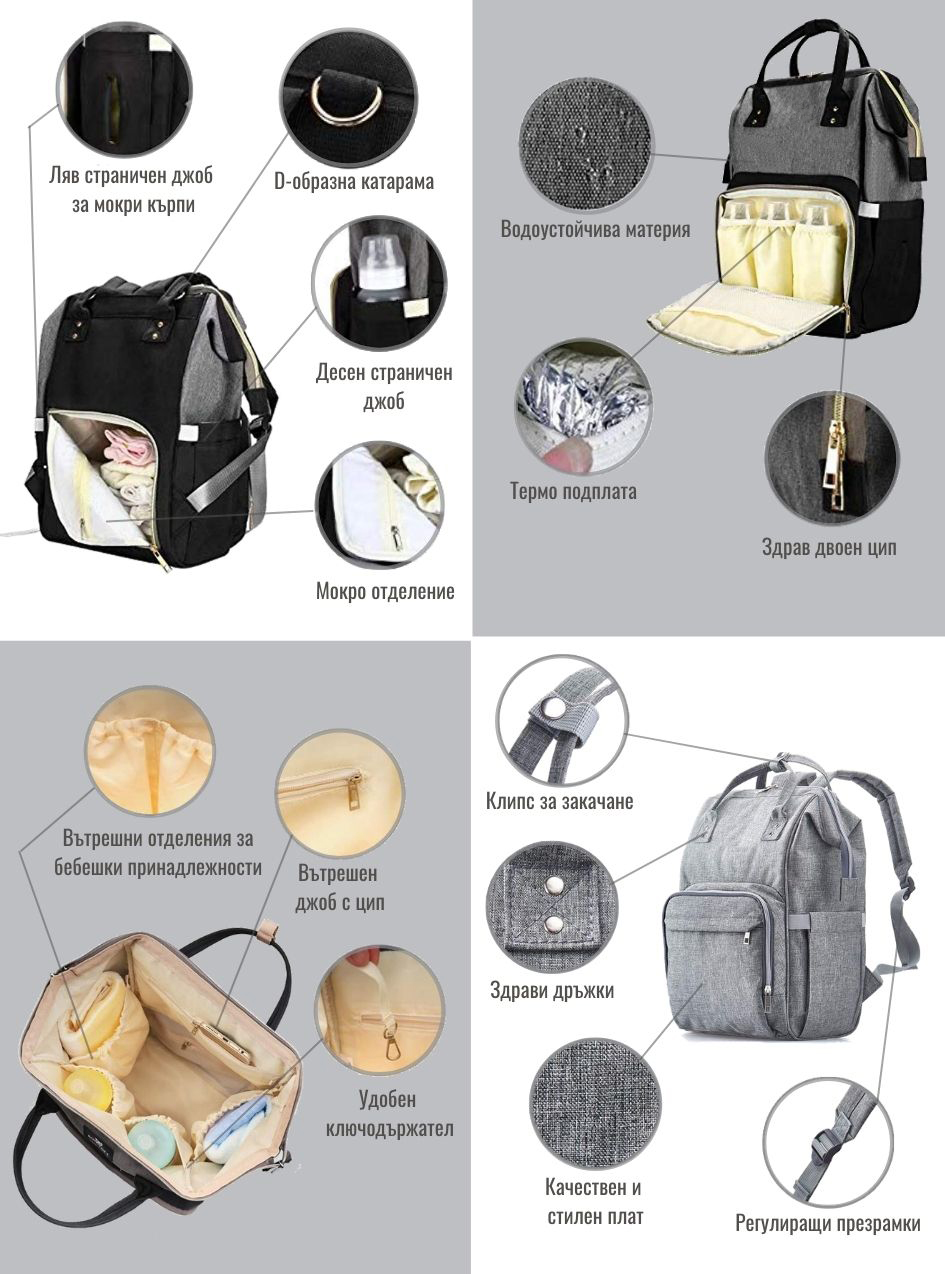 Ляв страничен джоб
за мокри кърпи
D-образна катарама
Десен страничен
джоб
Мокро отделение
Водоустойчива материя
Термо подплата
Здрав двоен цип
Вътрешни отделения за
бебешки принадлежности
Вътрешен
джоб с цип
Удобен
ключодържател
Клипс за закачане
Здрави дръжки
Качествен и
стилен плат
Регулиращи презрамки